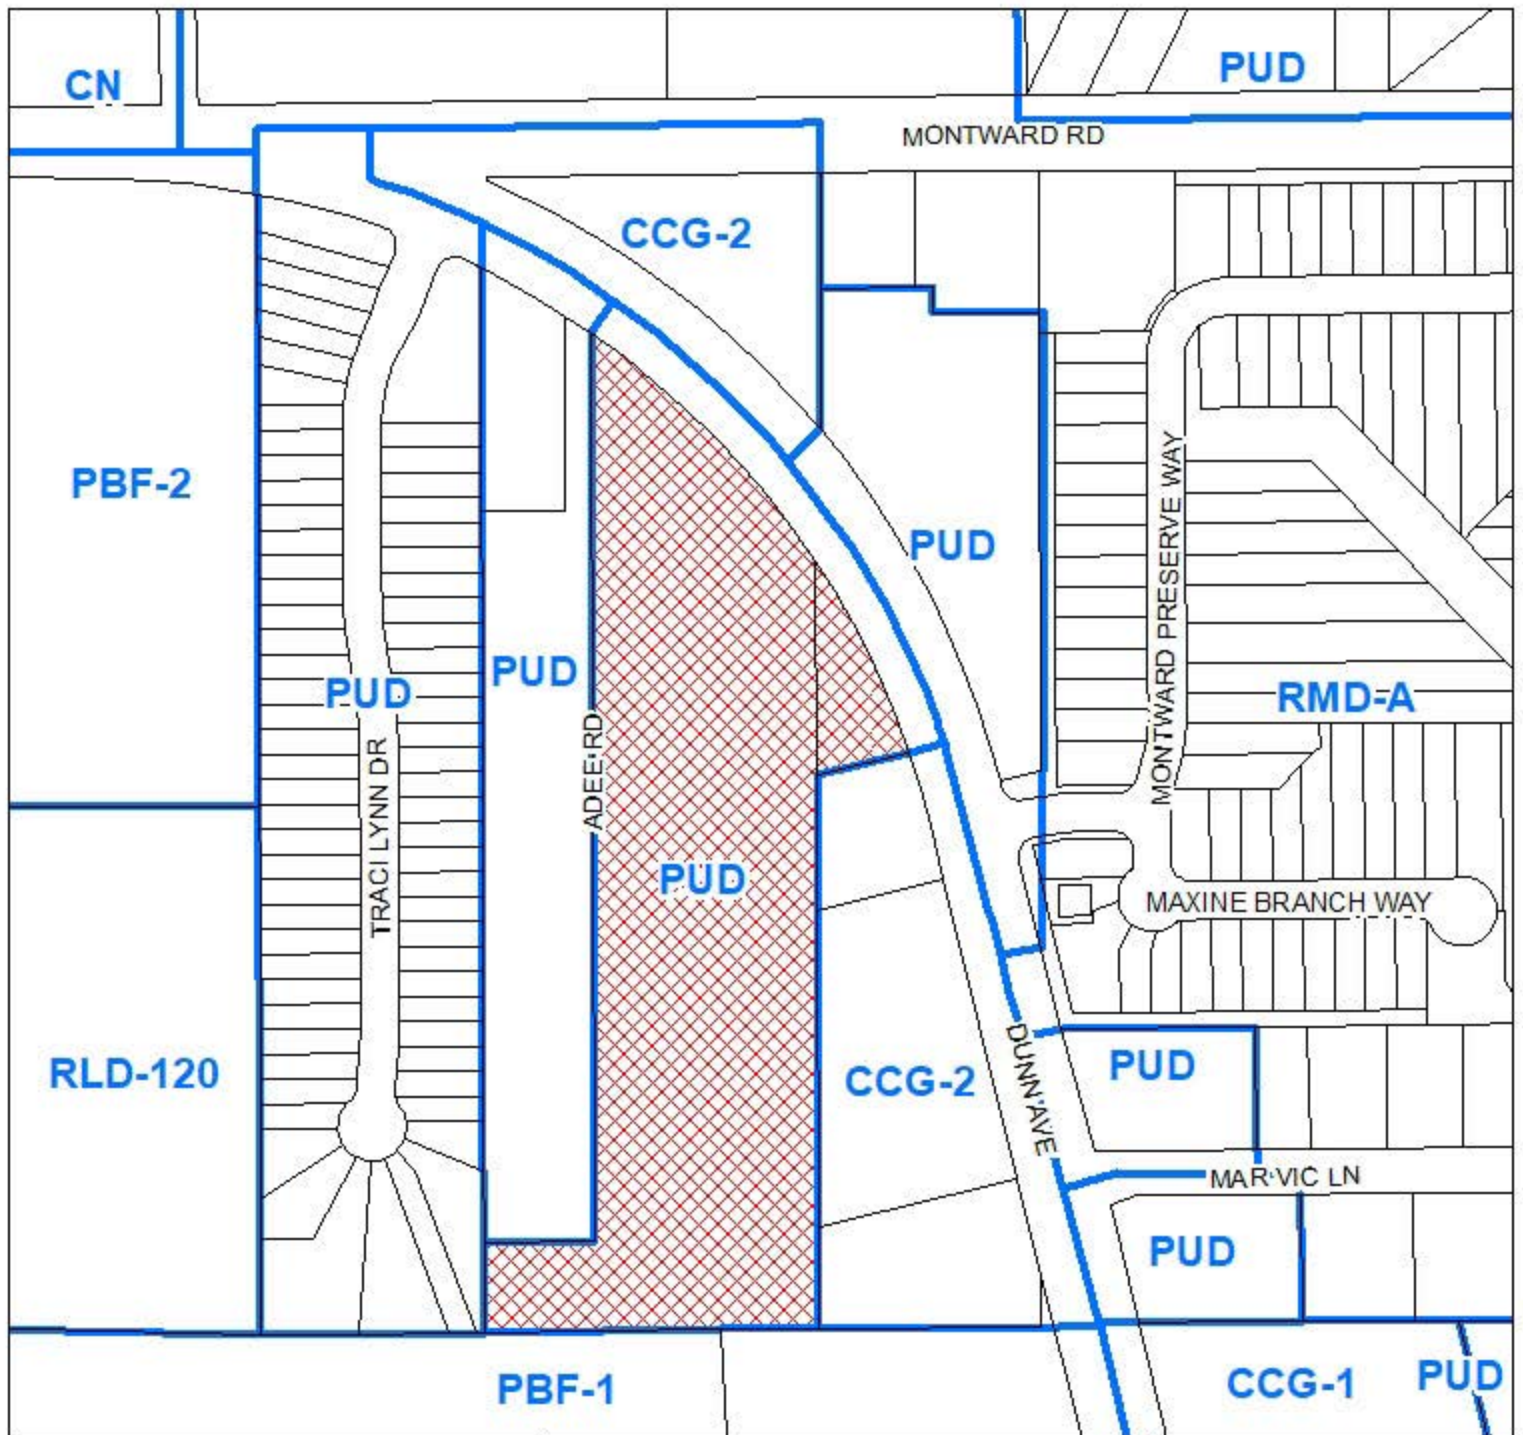 CN
PUD
MONTWARD RD
CCG-2
PBF-2
PUD
MONTWARD PRESERVE WAY
PUD
PUD
RMD-A
ADEE RD
TRACI LYNN DR
PUD
MAXINE BRANCH WAY
RLD-120
CCG-2
DUNN AVE
PUD
MAR VIC LN
PUD
PBF-1
CCG-1
PUD